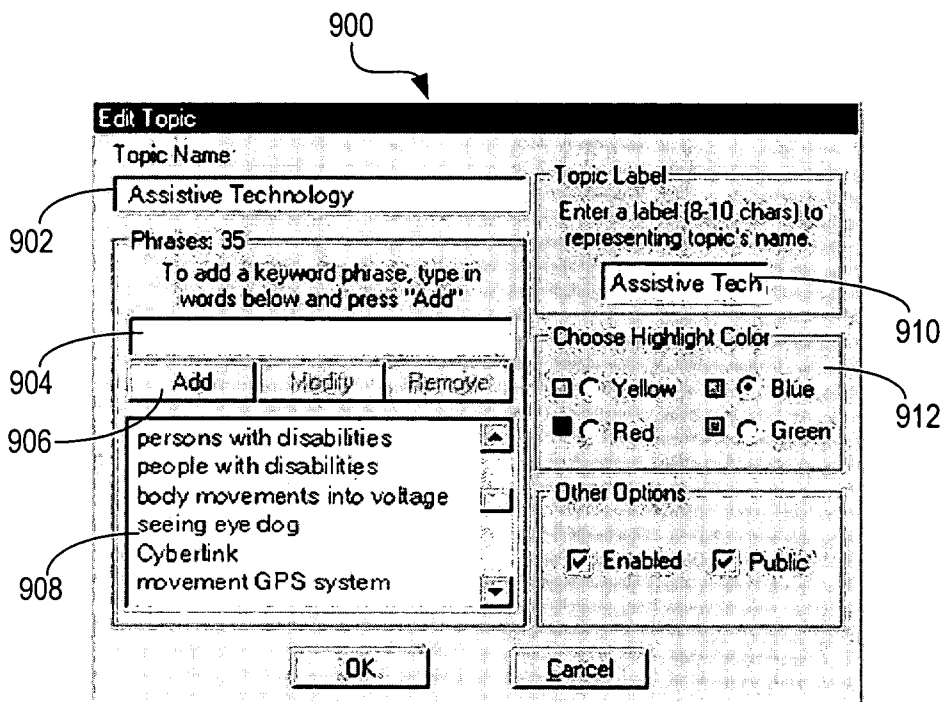 900
Edit Topic
Topic Name
902
Assistive Technology
Phrases: 35
To add a keyword phrase, type in
words below and press "Add"
904
Add Modify Remove
906
persons with disabilities
people with disabilities
body movements into voltage
seeing eye dog
Cyberlink
movement GPS system
908
Topic Label
Enter a label (8-10 chars) to
representing topic's name.
Assistive Tech
910
Choose Highlight Color
Yellow Blue
Red Green
912
Other Options
Enabled Public
OK Cancel